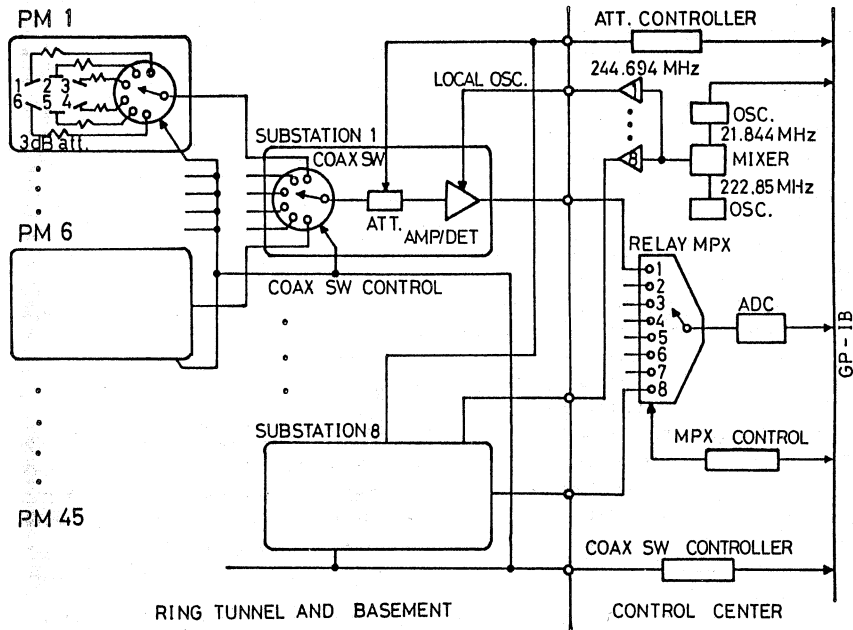 PM 1
1 2 3
6 5 4
3dB att.
PM 6
PM 45
SUBSTATION 1
COAX SW
ATT.
AMP/DET
COAX SW CONTROL
SUBSTATION 8
LOCAL OSC.
ATT. CONTROLLER
244.694 MHz
1
8
OSC.
21.844 MHz
MIXER
222.85 MHz
OSC.
RELAY MPX
1
2
3
4
5
6
7
8
ADC
GP-IB
MPX CONTROL
COAX SW CONTROLLER
RING TUNNEL AND BASEMENT
CONTROL CENTER